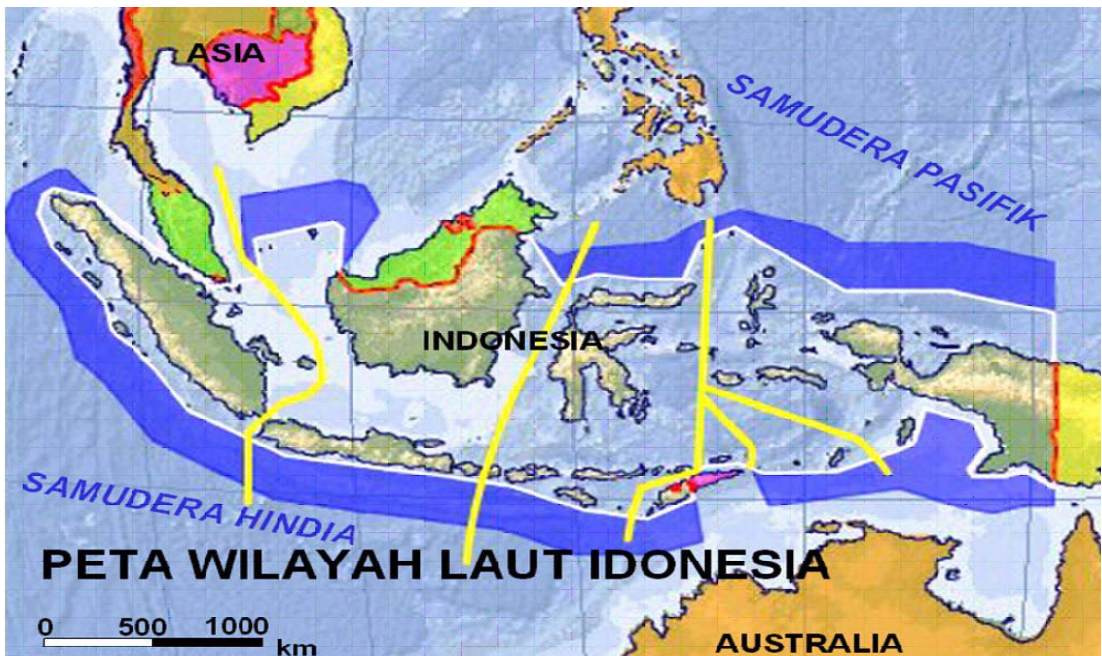 ASIA
SAMUDERA PASIFIK
INDONESIA
SAMUDERA HINDIA
PETA WILAYAH LAUT IDONESIA
0 500 1000
km
AUSTRALIA